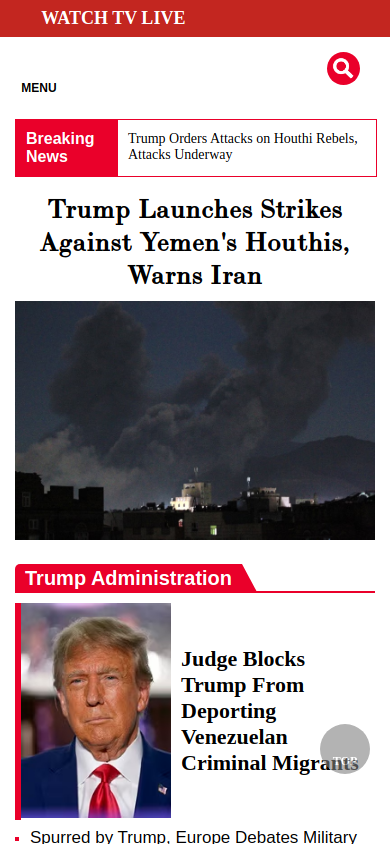 WATCH TV LIVE
MENU
Breaking
News
Trump Orders Attacks on Houthi Rebels,
Attacks Underway
Trump Launches Strikes
Against Yemen's Houthis,
Warns Iran
Trump Administration
Judge Blocks
Trump From
Deporting
Venezuelan
Criminal Migrants
TOP
Spurred by Trump, Europe Debates Military